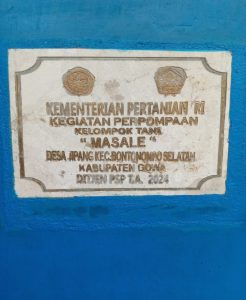 KEMENTERIAN PERTANIAN RI
KEGIATAN PERPOMPAAN
KELOMPOK TANI
" MASALE "
DESA JIPANG KEC.BONTONOMPO SELATAN
KABUPATEN GOWA
DITJEN PSP T.A. 2024